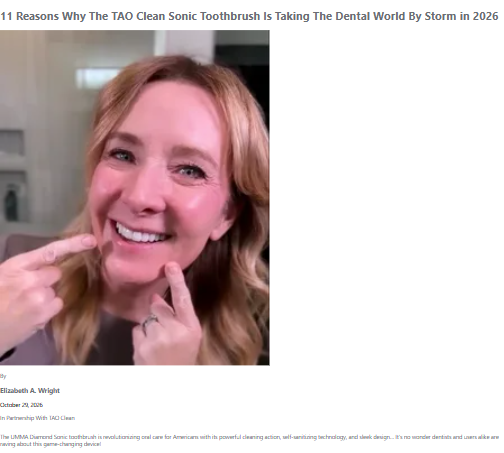 11 Reasons Why The TAO Clean Sonic Toothbrush Is Taking The Dental World By Storm in 2026
By
Elizabeth A. Wright
October 29, 2026
In Partnership With TAO Clean
The UMMA Diamond Sonic toothbrush is revolutionizing oral care for Americans with its powerful cleaning action, self-sanitizing technology, and sleek design... It's no wonder dentists and users alike are
raving about this game-changing device!